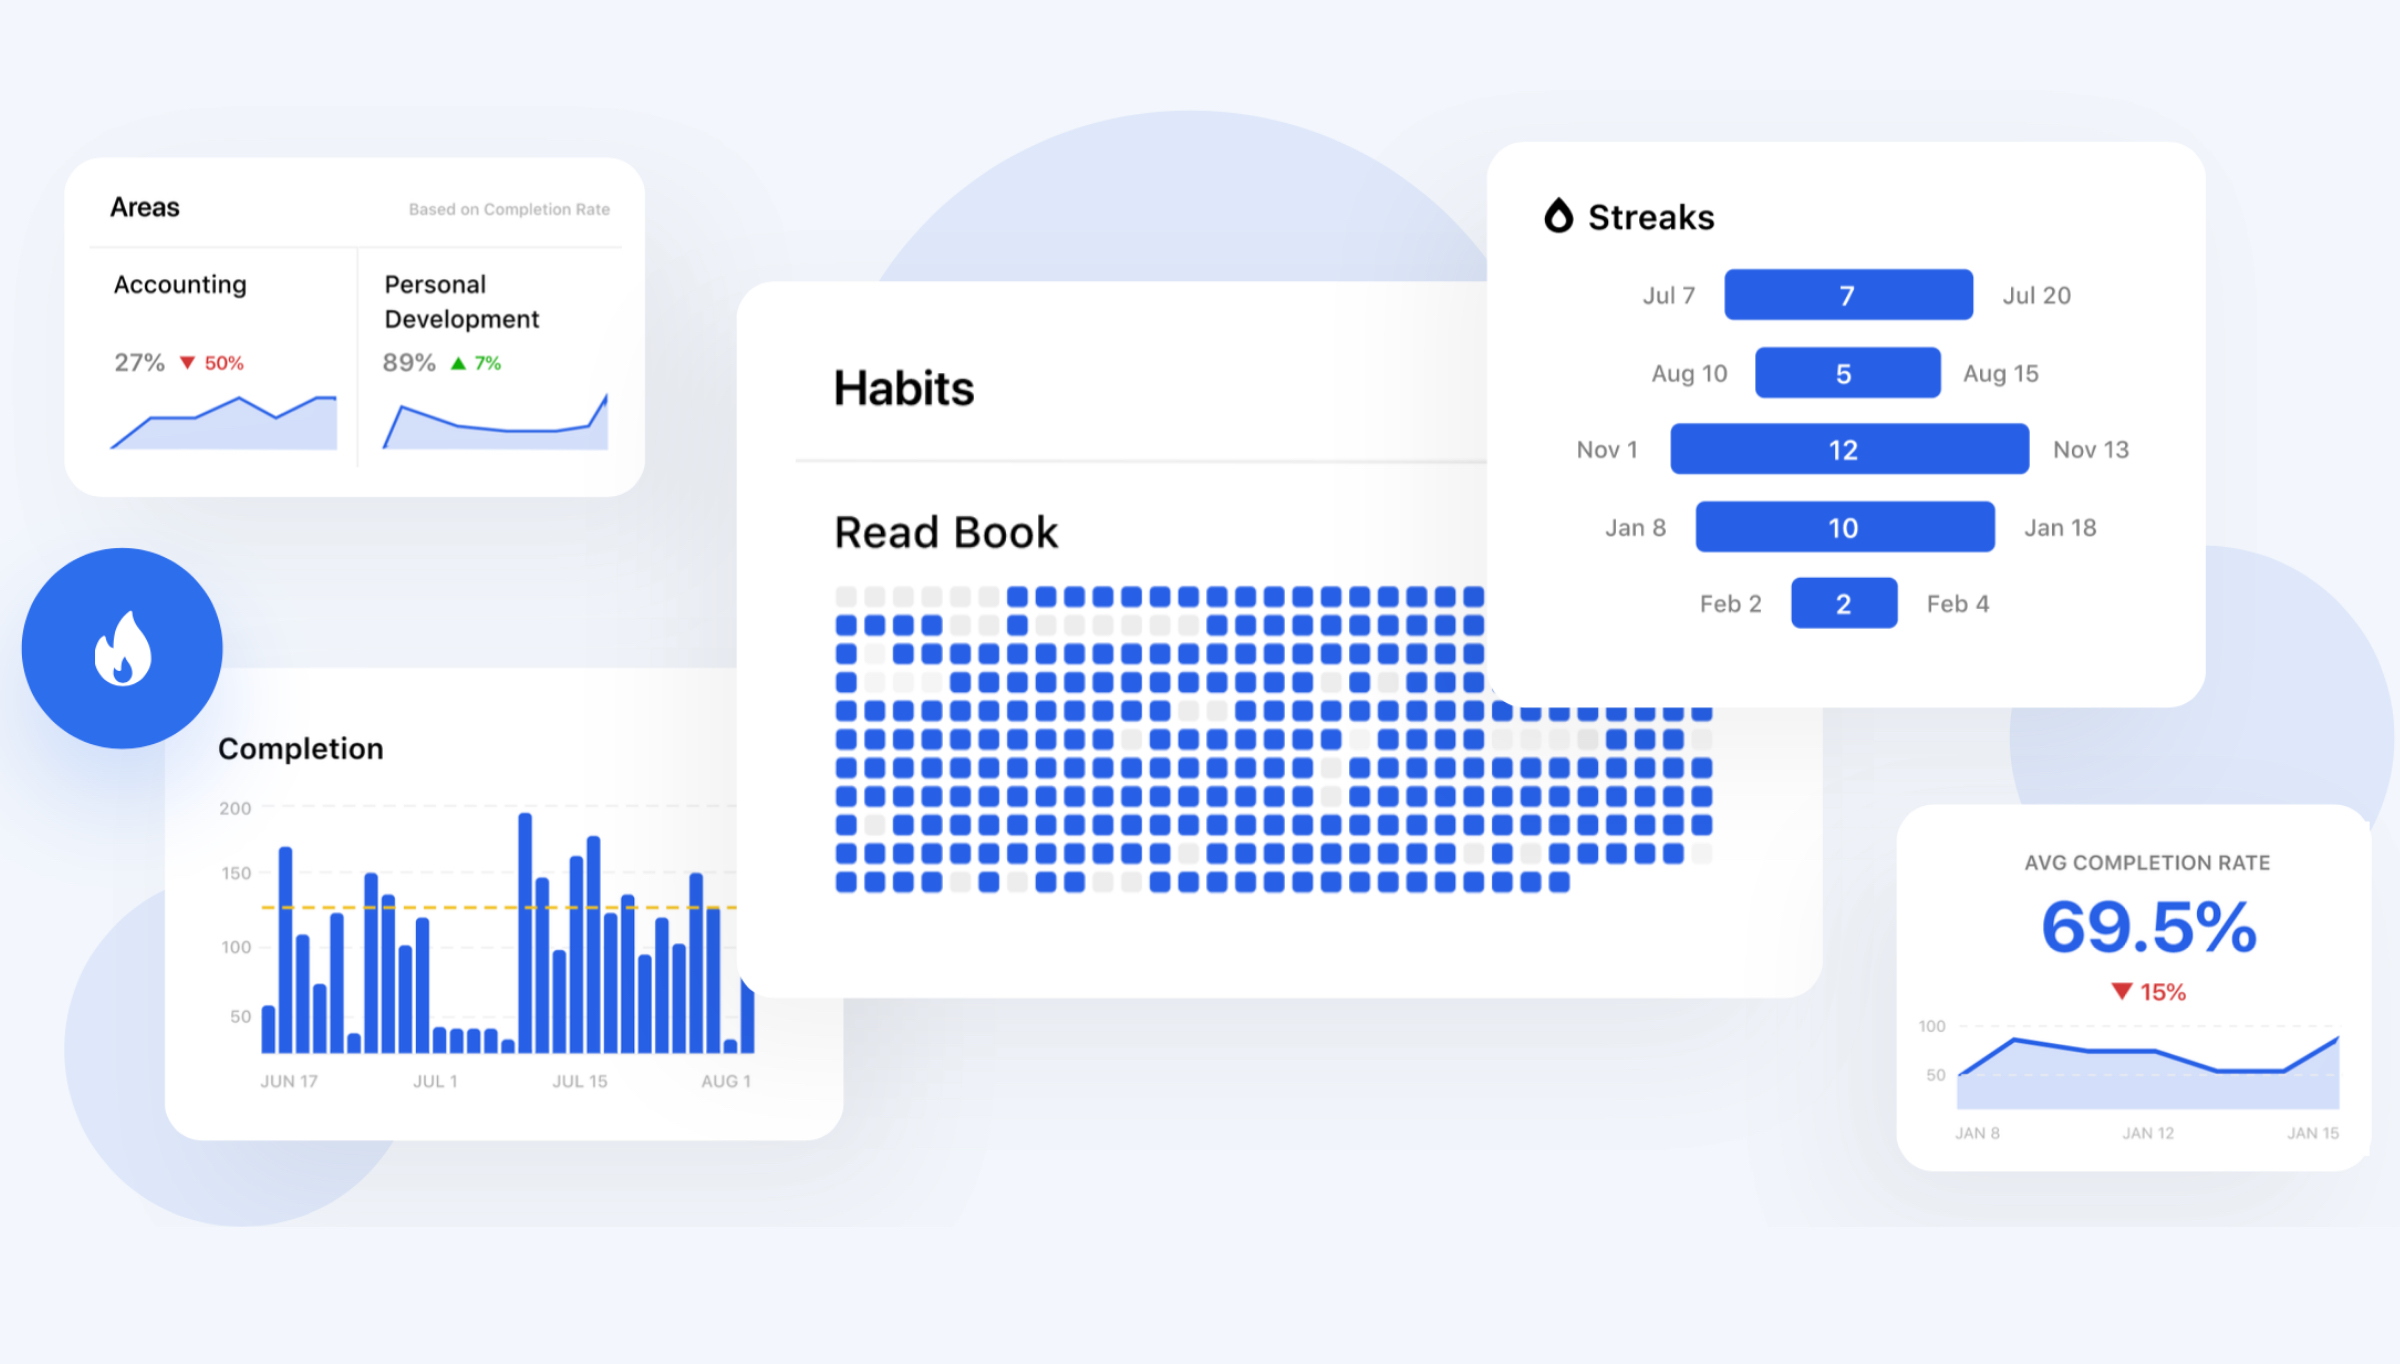 Areas
Based on Completion Rate
Accounting
27% ▼ 50%
Personal
Development
89% ▲ 7%
Completion
200
150
100
50
JUN 17 JUL 1 JUL 15 AUG 1
Habits
Read Book
Streaks
Jul 7 7 Jul 20
Aug 10 5 Aug 15
Nov 1 12 Nov 13
Jan 8 10 Jan 18
Feb 2 2 Feb 4
AVG COMPLETION RATE
69.5%
▼ 15%
100
50
JAN 8 JAN 12 JAN 15